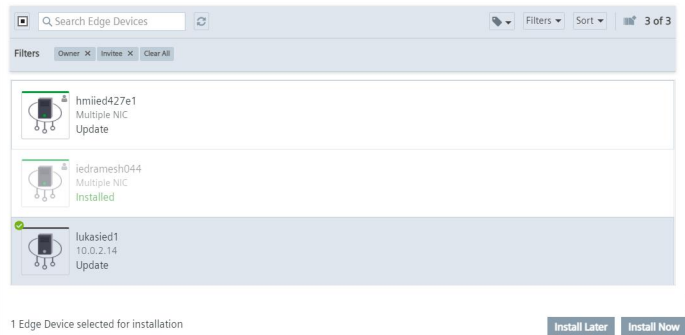 Search Edge Devices
Filters
Sort
3 of 3
Filters
Owner X
Invitee X
Clear All
hmiied427e1
Multiple NIC
Update
iedramesh044
Multiple NIC
Installed
lukasied1
10.0.2.14
Update
1 Edge Device selected for installation
Install Later
Install Now